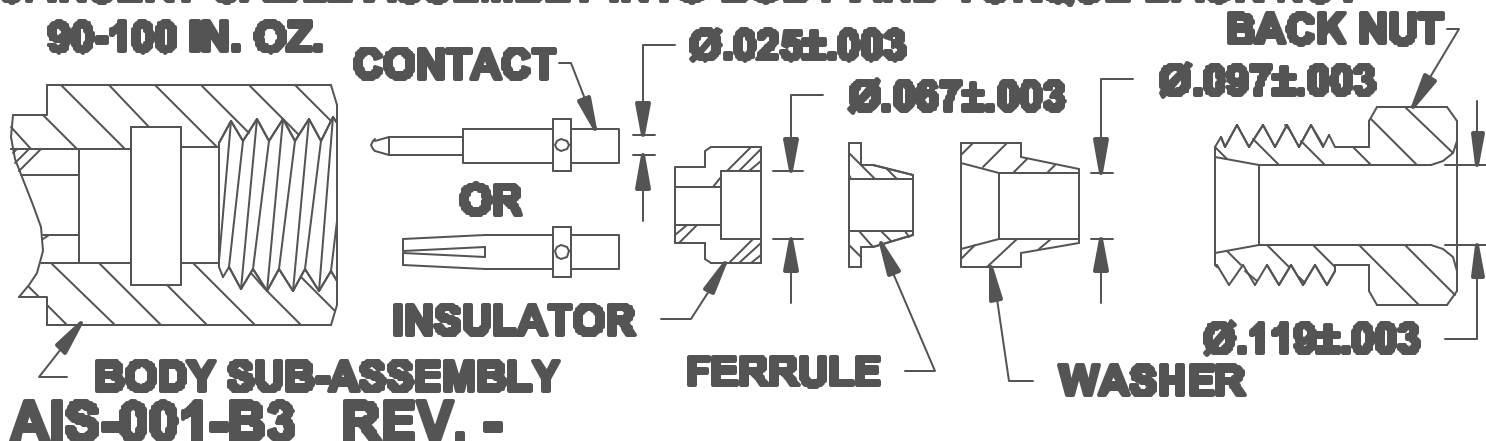 90-100 IN. OZ.
CONTACT
Ø.025±.003
BACK NUT
Ø.067±.003
Ø.097±.003
OR
INSULATOR
FERRULE
WASHER
Ø.119±.003
BODY SUB-ASSEMBLY
AIS-001-B3 REV. -